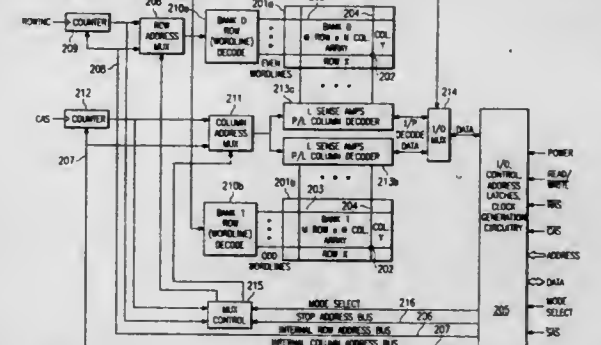 208
210a
201a
204
ROWINC
COUNTER
209
ROW
ADDRESS
MUX
BANK 0
ROW
(WORDLINE)
DECODE
BANK 0
M ROW x N COL.
ARRAY
COL.
Y
ROW X
EVEN
WORDLINES
202
208
213a
212
211
214
CAS
COUNTER
COLUMN
ADDRESS
MUX
L SENSE AMPS
P/L COLUMN DECODER
I/P
DECODE
DATA
I/O
MUX
DATA
L SENSE AMPS
P/L COLUMN DECODER
213b
207
I/O,
CONTROL,
ADDRESS
LATCHES,
CLOCK
GENERATION
CIRCUITRY
205
POWER
READ/
WRITE
RAS
CAS
ADDRESS
DATA
MODE
SELECT
SAS
201b
203
204
210b
BANK 1
ROW
(WORDLINE)
DECODE
BANK 1
M ROW x N COL.
ARRAY
COL.
Y
ROW X
ODD
WORDLINES
202
215
MUX
CONTROL
MODE SELECT
216
STOP ADDRESS BUS
206
INTERNAL ROW ADDRESS BUS
207
INTERNAL COLUMN ADDRESS BUS